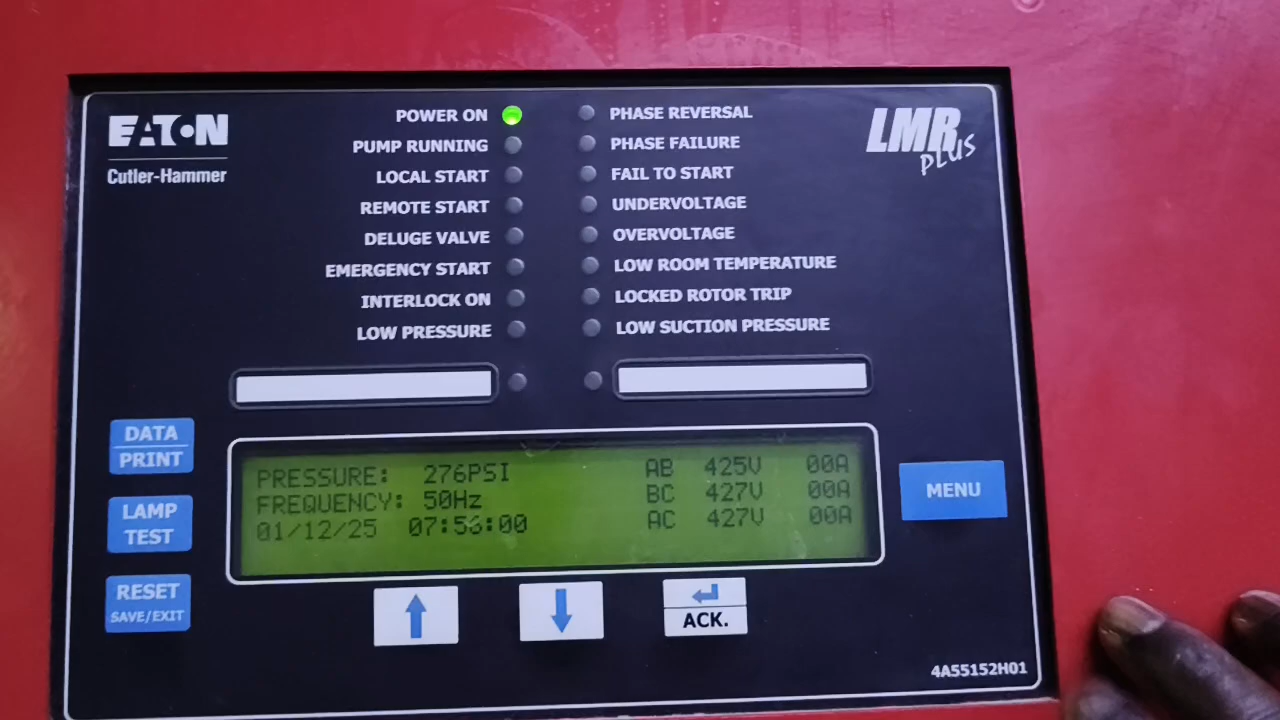 EATON
Cutler-Hammer
LMR
PLUS
POWER ON
PUMP RUNNING
LOCAL START
REMOTE START
DELUGE VALVE
EMERGENCY START
INTERLOCK ON
LOW PRESSURE
PHASE REVERSAL
PHASE FAILURE
FAIL TO START
UNDERVOLTAGE
OVERVOLTAGE
LOW ROOM TEMPERATURE
LOCKED ROTOR TRIP
LOW SUCTION PRESSURE
DATA
PRINT
LAMP
TEST
RESET
SAVE/EXIT
PRESSURE: 276PSI AB 425V 00A
FREQUENCY: 50Hz BC 427V 00A
01/12/25 07:56:00 AC 427V 00A
MENU
ACK.
4A55152H01